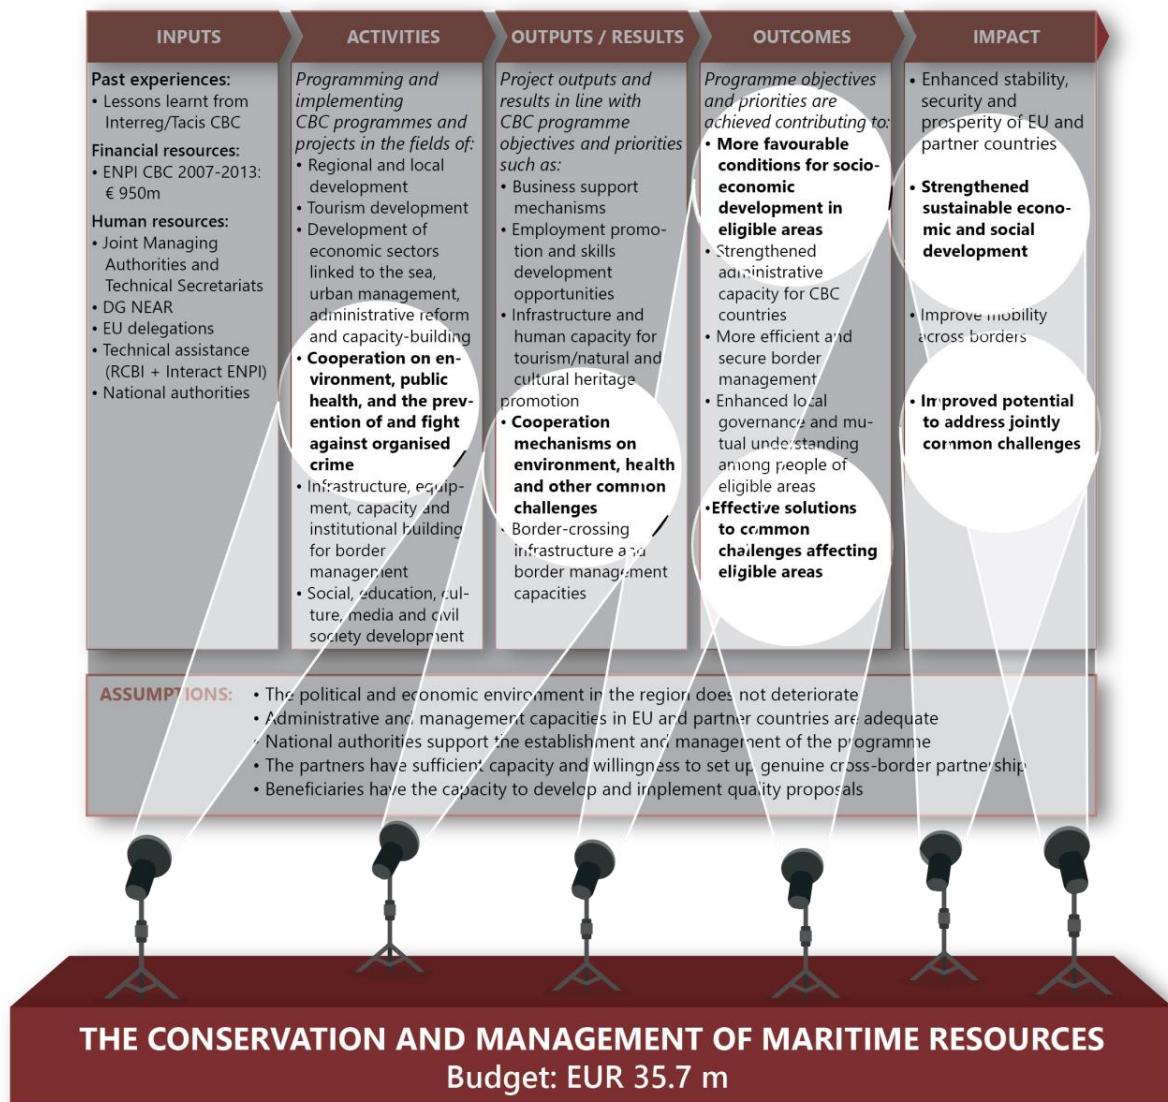 INPUTS
ACTIVITIES
OUTPUTS / RESULTS
OUTCOMES
IMPACT
Past experiences:
• Lessons learnt from
Interreg/Tacis CBC
Financial resources:
• ENPI CBC 2007-2013:
€ 950m
Human resources:
• Joint Managing
Authorities and
Technical Secretariats
• DG NEAR
• EU delegations
• Technical assistance
(RCBI + Interact ENPI)
• National authorities
Programming and
implementing
CBC programmes and
projects in the fields of:
• Regional and local
development
• Tourism development
• Development of
economic sectors
linked to the sea,
urban management,
administrative reform
and capacity-building
• Cooperation on en-
vironment, public
health, and the prev-
ention of and fight
against organised
crime
• Infrastructure, equip-
ment, capacity and
institutional building
for border
management
• Social, education, cul-
ture, media and civil
society development
Project outputs and
results in line with
CBC programme
objectives and priorities
such as:
• Business support
mechanisms
• Employment promo-
tion and skills
development
opportunities
• Infrastructure and
human capacity for
tourism/natural and
cultural heritage
promotion
• Cooperation
mechanisms on
environment, health
and other common
challenges
• Border-crossing
infrastructure and
border management
capacities
Programme objectives
and priorities are
achieved contributing to:
• More favourable
conditions for socio-
economic
development in
eligible areas
• Strengthened
administrative
capacity for CBC
countries
• More efficient and
secure border
management
• Enhanced local
governance and mu-
tual understanding
among people of
eligible areas
•Effective solutions
to common
challenges affecting
eligible areas
• Enhanced stability,
security and
prosperity of EU and
partner countries
• Strengthened
sustainable econo-
mic and social
development
• Improve mobility
across borders
• Improved potential
to address jointly
common challenges
ASSUMPTIONS:
• The political and economic environment in the region does not deteriorate
• Administrative and management capacities in EU and partner countries are adequate
• National authorities support the establishment and management of the programme
• The partners have sufficient capacity and willingness to set up genuine cross-border partnership
• Beneficiaries have the capacity to develop and implement quality proposals
THE CONSERVATION AND MANAGEMENT OF MARITIME RESOURCES
Budget: EUR 35.7 m